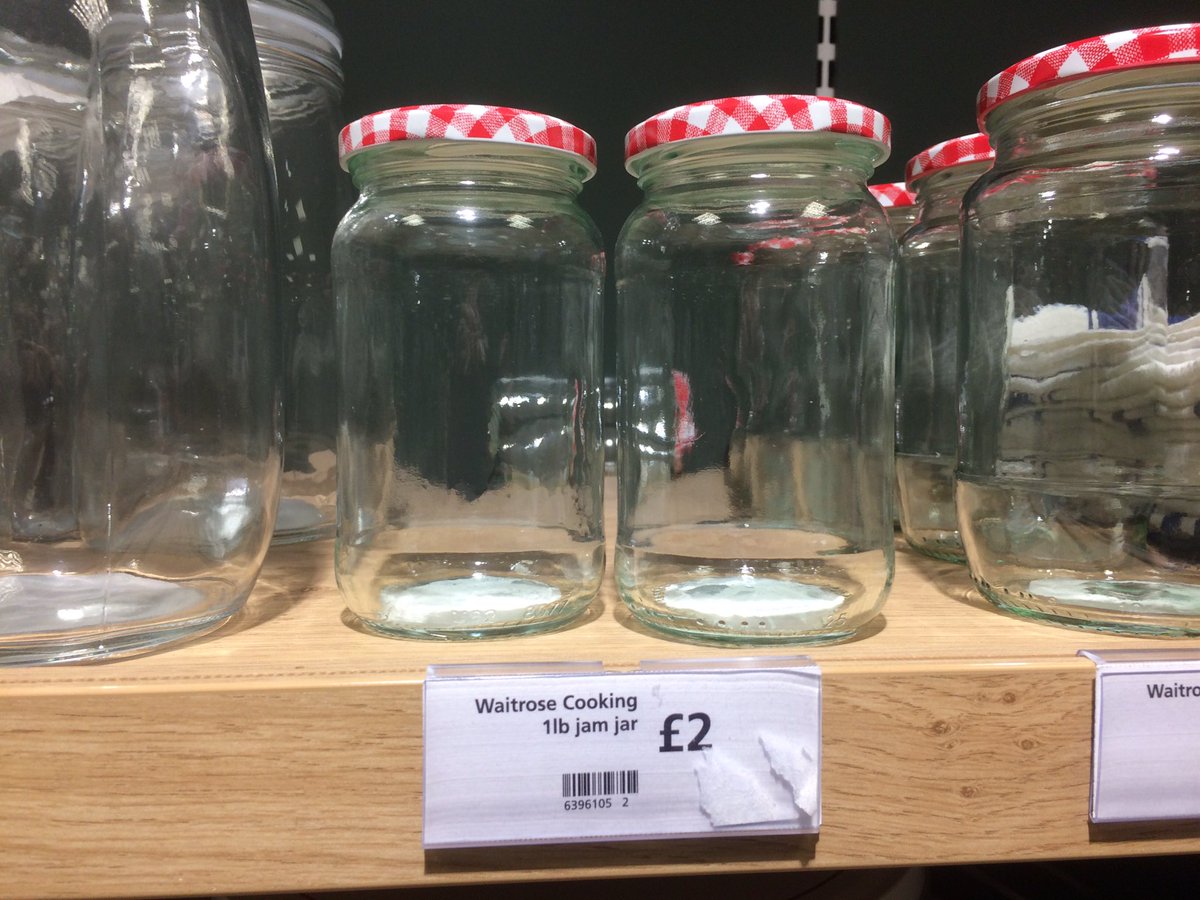 Waitrose Cooking
1lb jam jar
£2
6396105 2
Waitro